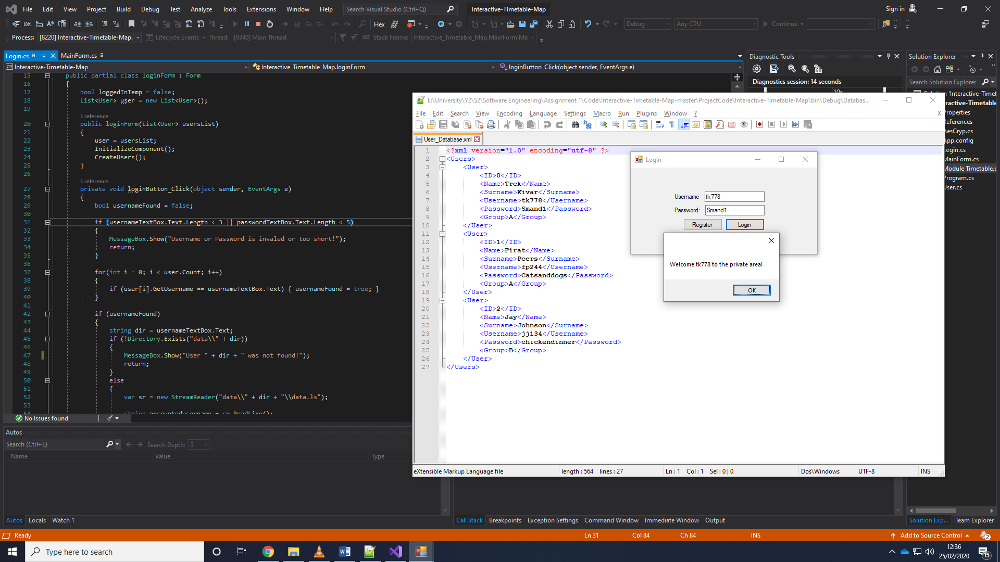 File Edit View Project Build Debug Test Analyze Tools Extensions Window Help Search Visual Studio (Ctrl+Q) Interactive-Timetable-Map Sign in
Hex Debug Any CPU Continue
Process: [8220] Interactive-Timetable-Map. Lifecycle Events Thread: [9340] Main Thread Stack Frame: Interactive_Timetable_Map.MainForm.Ma
Login.cs MainForm.cs
Interactive-Timetable-Map Interactive_Timetable_Map.loginForm loginButton_Click(object sender, EventArgs e)
15 public partial class loginForm : Form
16 {
17 bool loggedInTemp = false;
18 List<User> user = new List<User>();
19
1 reference
20 public loginForm(List<User> usersList)
21 {
22 user = usersList;
23 InitializeComponent();
24 CreateUsers();
25 }
26
1 reference
27 private void loginButton_Click(object sender, EventArgs e)
28 {
29 bool usernameFound = false;
30
31 if (usernameTextBox.Text.Length < 3 || passwordTextBox.Text.Length < 5)
32 {
33 MessageBox.Show("Username or Password is invaled or too short!");
34 return;
35 }
36
37 for(int i = 0; i < user.Count; i++)
38 {
39 if (user[i].GetUsername == usernameTextBox.Text) { usernameFound = true; }
40 }
41
42 if (usernameFound)
43 {
44 string dir = usernameTextBox.Text;
45 if (!Directory.Exists("data\\" + dir))
46 {
47 MessageBox.Show("User " + dir + " was not found!");
48 return;
49 }
50 else
51 {
52 var sr = new StreamReader("data\\" + dir + "\\data.ls");
53
54 string encryptedusername = sr.ReadLine();
No issues found
Autos
Search (Ctrl+E) Search Depth: 3
Name Value Type
Autos Locals Watch 1
E:\University\Y2\S2\Software Engineering\Assignment 1\Code\Interactive-Timetable-Map-master\ProjectCode\Interactive-Timetable-Map\bin\Debug\Databas...
File Edit Search View Encoding Language Settings Macro Run Plugins Window ? X
User_Database.xml
1 <?xml version="1.0" encoding="utf-8" ?>
2 <Users>
3 <User>
4 <ID>0</ID>
5 <Name>Trek</Name>
6 <Surname>Kivar</Surname>
7 <Username>tk778</Username>
8 <Password>Smand1</Password>
9 <Group>A</Group>
10 </User>
11 <User>
12 <ID>1</ID>
13 <Name>Firat</Name>
14 <Surname>Peers</Surname>
15 <Username>fp244</Username>
16 <Password>Catsanddogs</Password>
17 <Group>A</Group>
18 </User>
19 <User>
20 <ID>2</ID>
21 <Name>Jay</Name>
22 <Surname>Johnson</Surname>
23 <Username>jj134</Username>
24 <Password>chickendinner</Password>
25 <Group>B</Group>
26 </User>
27 </Users>
eXtensible Markup Language file length : 564 lines : 27 Ln : 1 Col : 1 Sel : 0 | 0 Dos\Windows UTF-8 INS
Login
Username tk778
Password: Smand1
Register Login
Welcome tk778 to the private area!
OK
Diagnostic Tools
Diagnostics session: 14 seconds
10s
Solution Explorer
Search Solution Explorer
Solution 'Interactive-Timet
ractive-Timetable
Properties
References
AesCryp.cs
App.config
Login.cs
MainForm.cs
Module Timetable.c
Program.cs
User.cs
Call Stack Breakpoints Exception Settings Command Window Immediate Window Output
Solution Exp... Team Explorer
Ready Ln 31 Col 84 Ch 84 INS Add to Source Control 2
Type here to search
12:36
25/02/2020
15